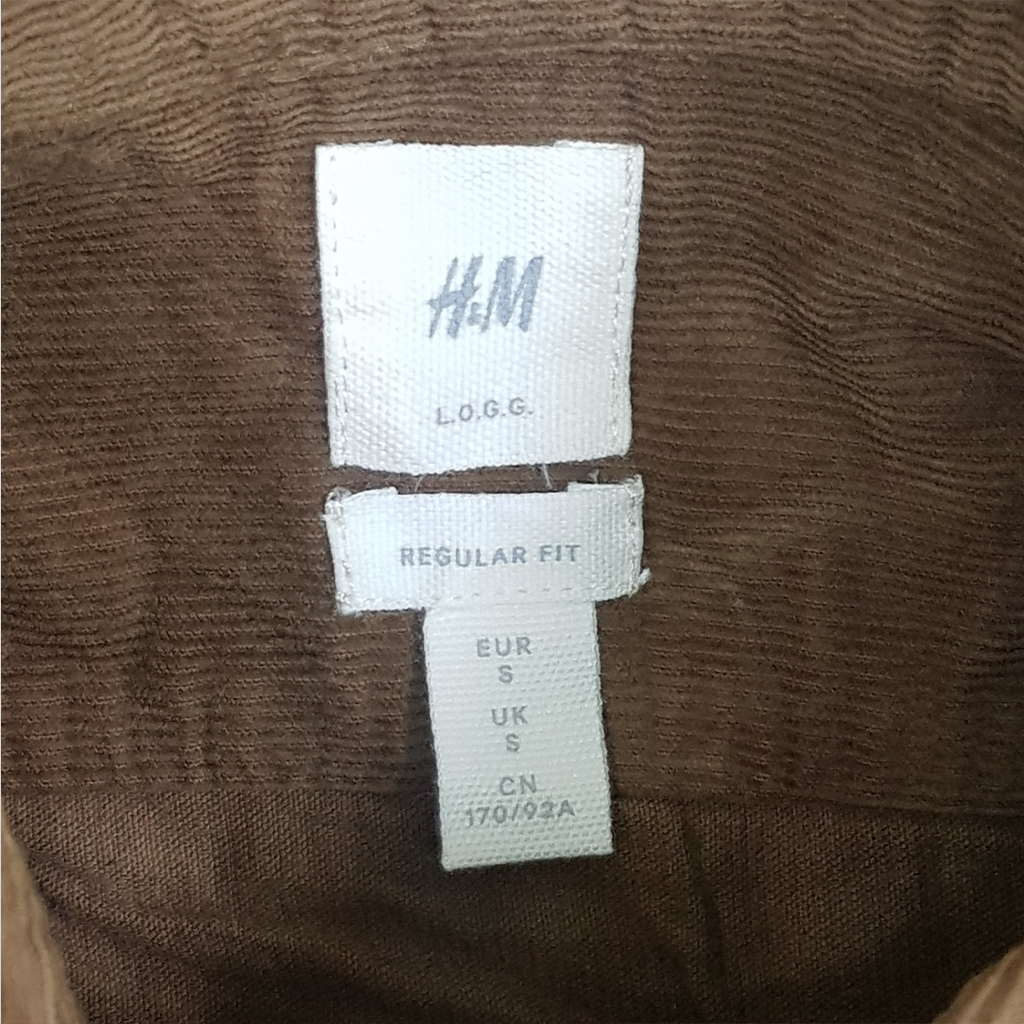 H&M
L.O.G.G.
REGULAR FIT
EUR
S
UK
S
CN
170/92A